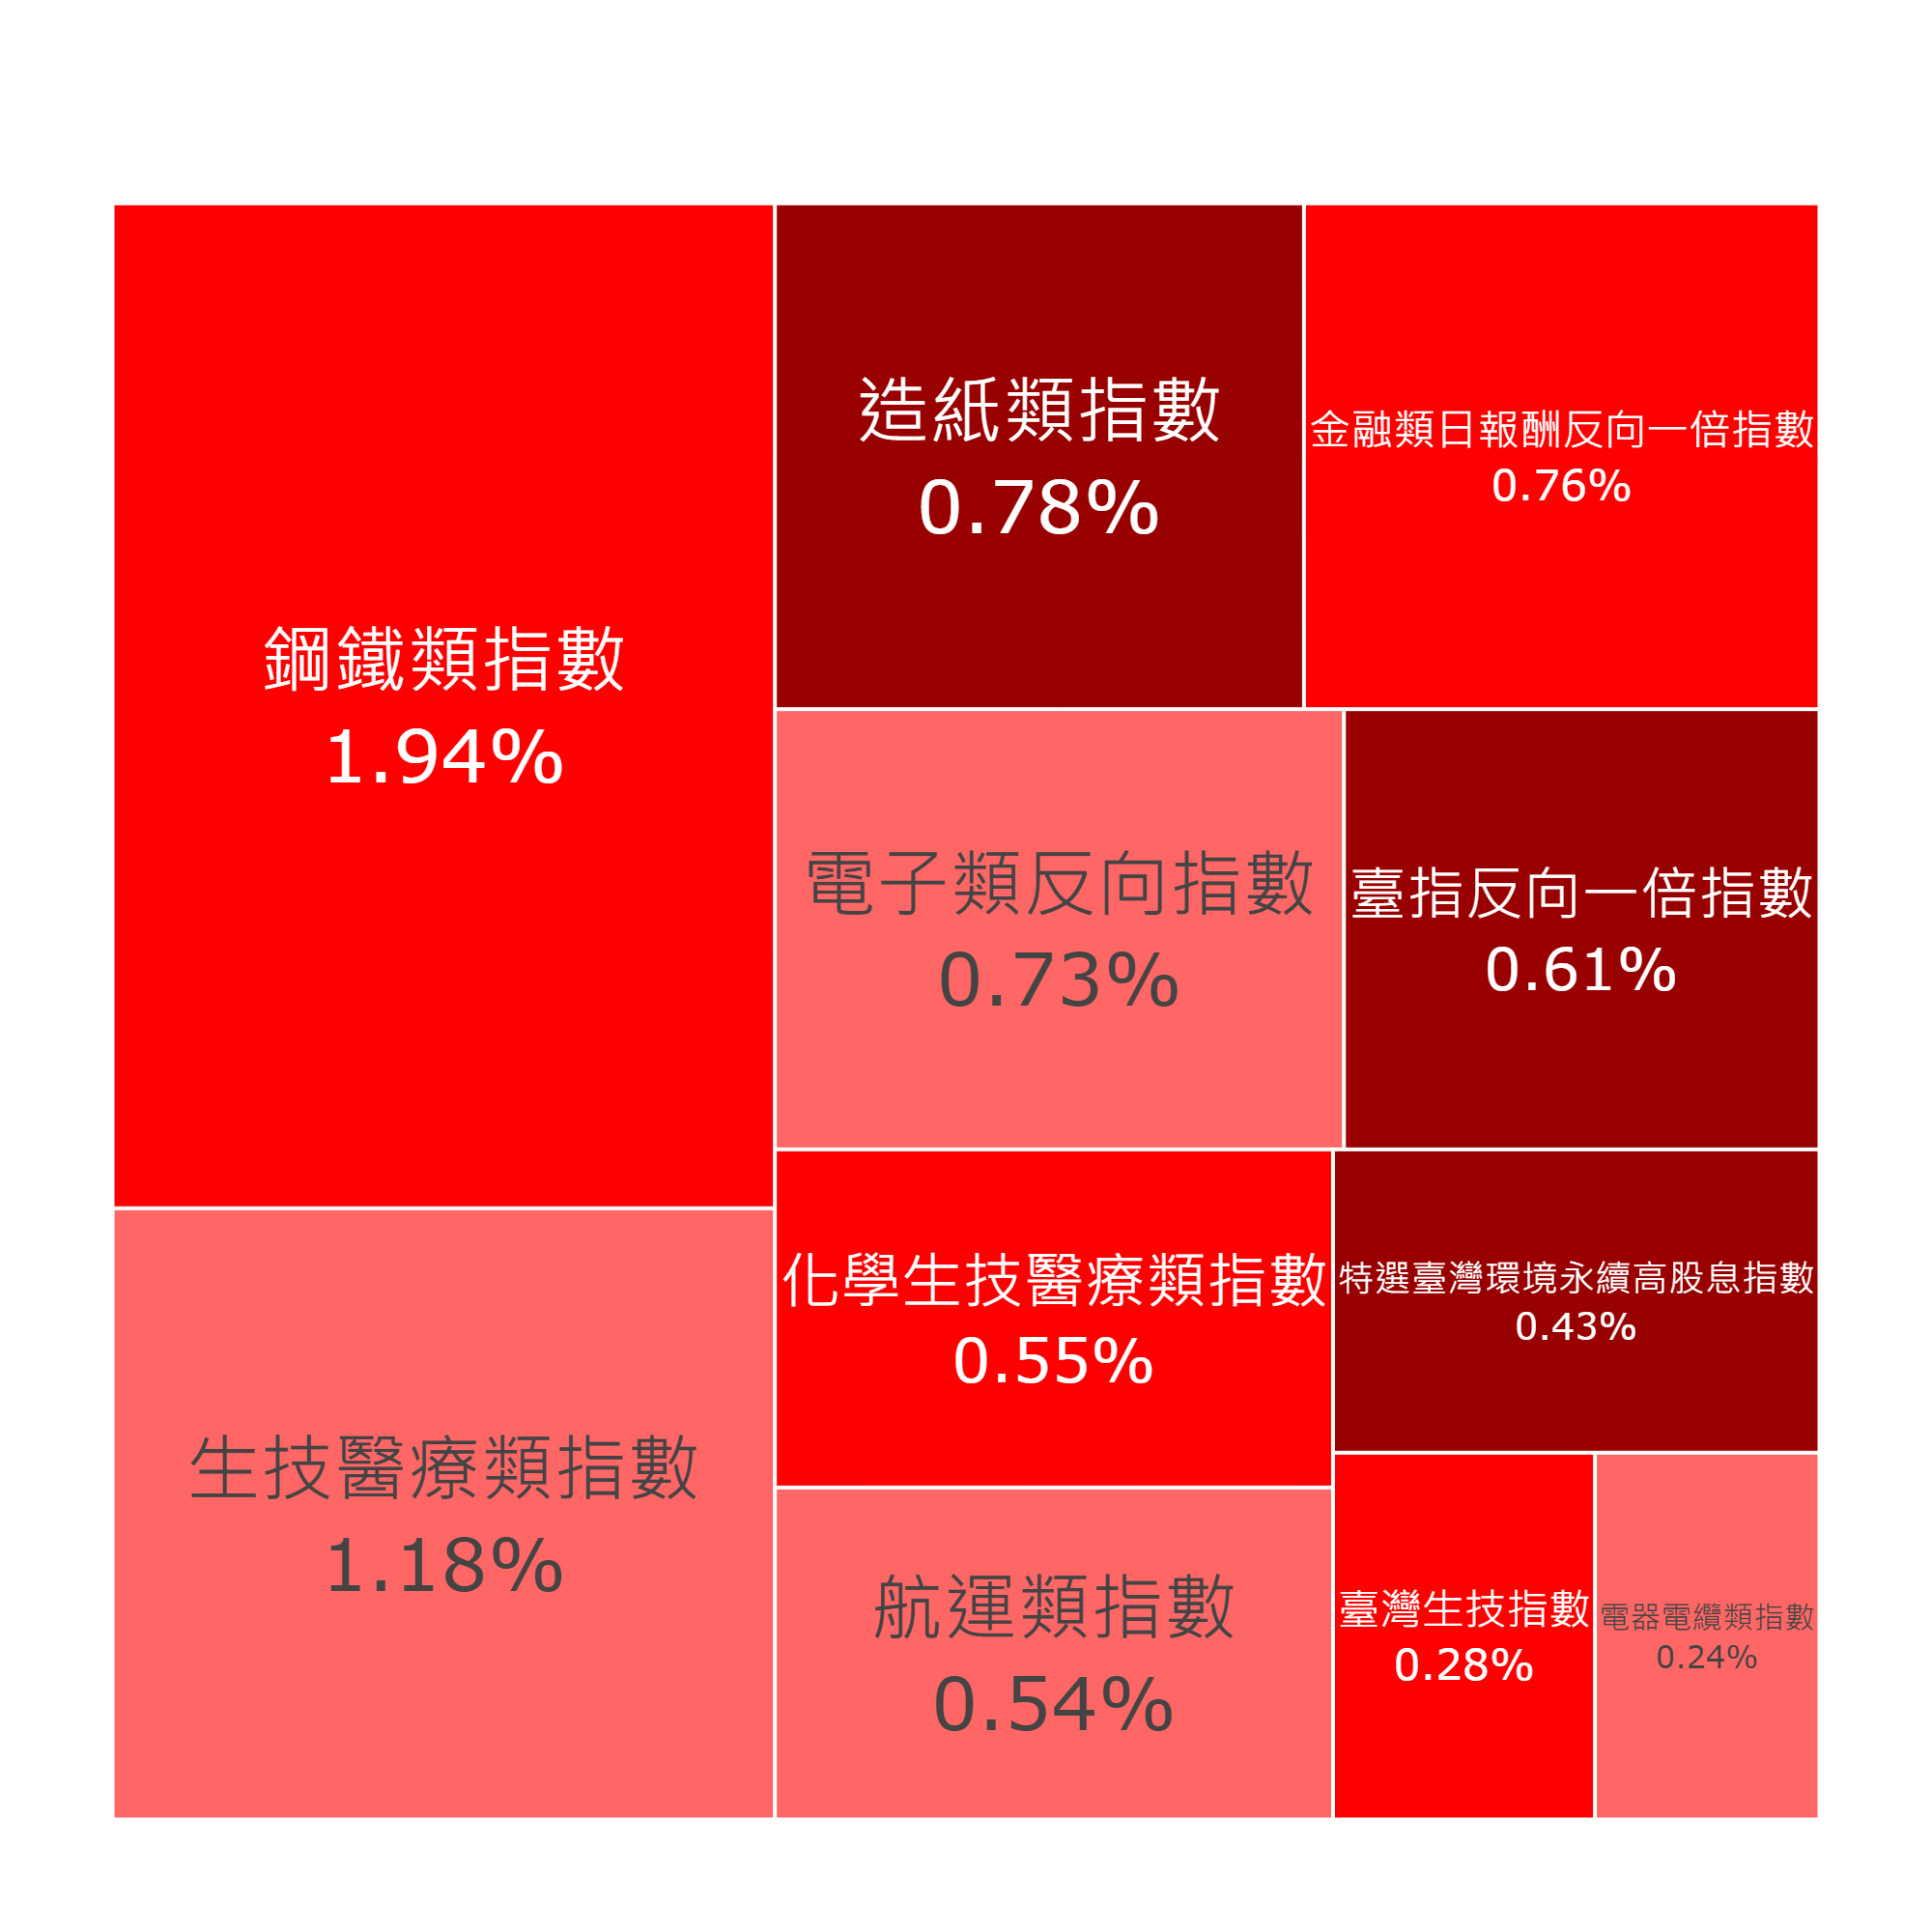 鋼鐵類指數
1.94%
生技醫療類指數
1.18%
造紙類指數
0.78%
金融類日報酬反向一倍指數
0.76%
電子類反向指數
0.73%
臺指反向一倍指數
0.61%
化學生技醫療類指數
0.55%
航運類指數
0.54%
特選臺灣環境永續高股息指數
0.43%
臺灣生技指數
0.28%
電器電纜類指數
0.24%